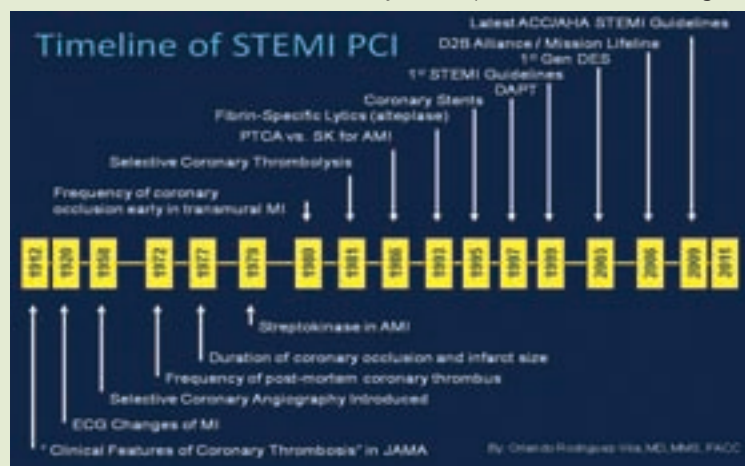 Latest ACC/AHA STEMI Guidelines
Timeline of STEMI PCI
D2B Alliance / Mission Lifeline
1st Gen DES
1st STEMI Guidelines
DAPT
Coronary Stents
Fibrin-Specific Lytics (alteplase)
PTCA vs. SK for AMI
Selective Coronary Thrombolysis
Frequency of coronary
occlusion early in transmural MI
1912 1920 1958 1972 1977 1979 1980 1981 1986 1993 1995 1997 1999 2003 2006 2009 2011
Streptokinase in AMI
Duration of coronary occlusion and infarct size
Frequency of post-mortem coronary thrombus
Selective Coronary Angiography Introduced
ECG Changes of MI
"Clinical Features of Coronary Thrombosis" in JAMA
By: Orlando Rodriguez-Vila, MD, MMS, FACC